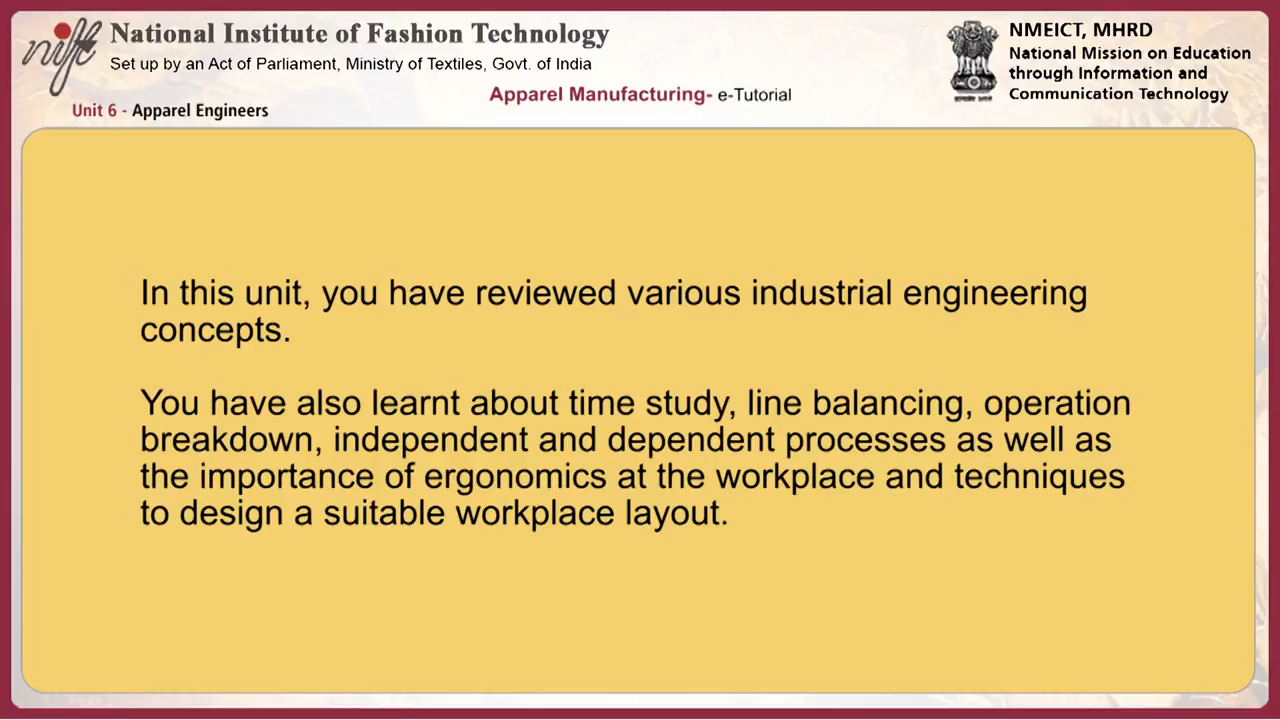 nift
National Institute of Fashion Technology
Set up by an Act of Parliament, Ministry of Textiles, Govt. of India
Unit 6 - Apparel Engineers
Apparel Manufacturing- e-Tutorial
NMEICT, MHRD
National Mission on Education
through Information and
Communication Technology
In this unit, you have reviewed various industrial engineering
concepts.
You have also learnt about time study, line balancing, operation
breakdown, independent and dependent processes as well as
the importance of ergonomics at the workplace and techniques
to design a suitable workplace layout.